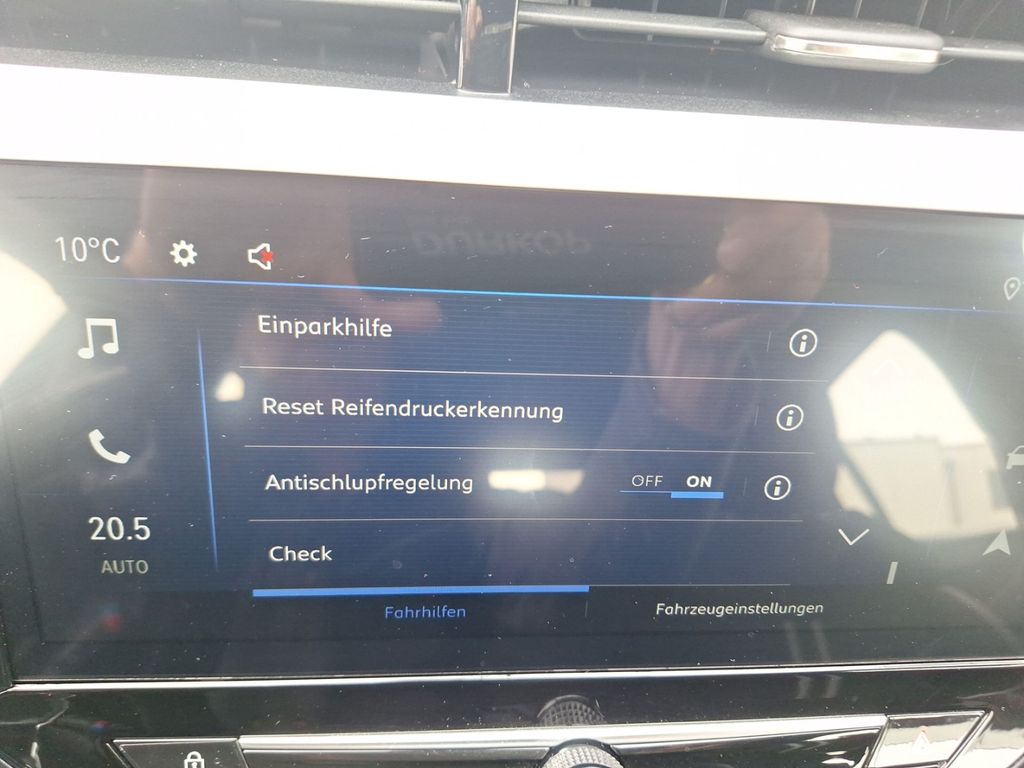 10°C
Einparkhilfe
Reset Reifendruckerkennung
Antischlupfregelung OFF ON
Check
20.5
AUTO
Fahrhilfen Fahrzeugeinstellungen